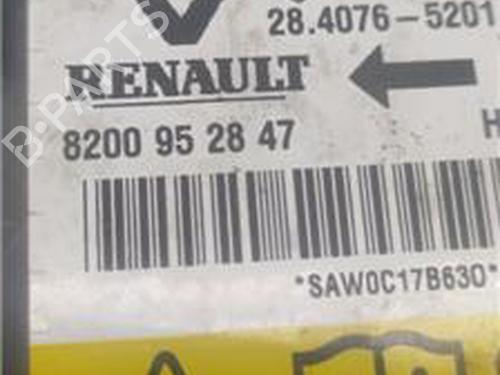 28.4076-5201
RENAULT
8200 95 28 47
H
*SAW0C17B630*
B-PARTS